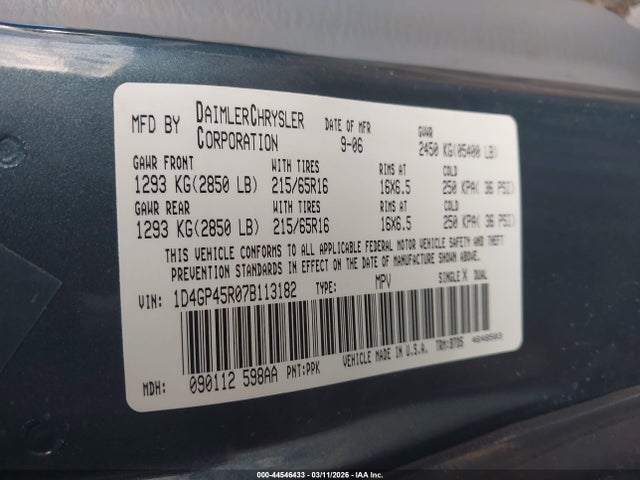 MFD BY DAIMLERCHRYSLER CORPORATION DATE OF MFR 9-06 GVWR 2450 KG(05400 LB)
GAWR FRONT WITH TIRES RIMS AT COLD
1293 KG(2850 LB) 215/65R16 16X6.5 250 KPA( 36 PSI)
GAWR REAR WITH TIRES RIMS AT COLD
1293 KG(2850 LB) 215/65R16 16X6.5 250 KPA( 36 PSI)
THIS VEHICLE CONFORMS TO ALL APPLICABLE FEDERAL MOTOR VEHICLE SAFETY AND THEFT
PREVENTION STANDARDS IN EFFECT ON THE DATE OF MANUFACTURE SHOWN ABOVE.
VIN: 1D4GP45R07B113182 TYPE: MPV SINGLE X DUAL
MDH: 090112 598AA PNT:PPK VEHICLE MADE IN U.S.A. TRM:BTD5 4648503
000-44546433 - 03/11/2026 - IAA Inc.